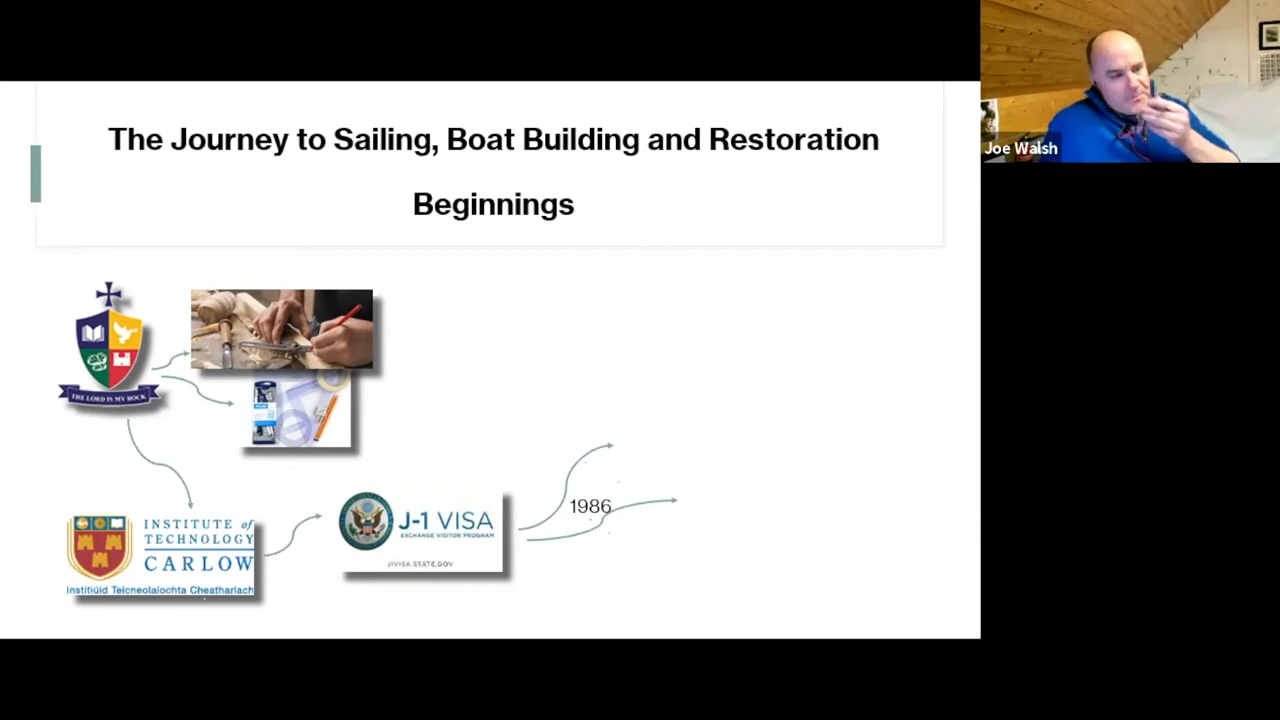 The Journey to Sailing, Boat Building and Restoration
Beginnings
Joe Walsh
THE LORD IS MY ROCK
INSTITUTE of
TECHNOLOGY
CARLOW
Institiúid Teicneolaíochta Cheatharlach
J-1 VISA
EXCHANGE VISITOR PROGRAM
J1VISA.STATE.GOV
1986